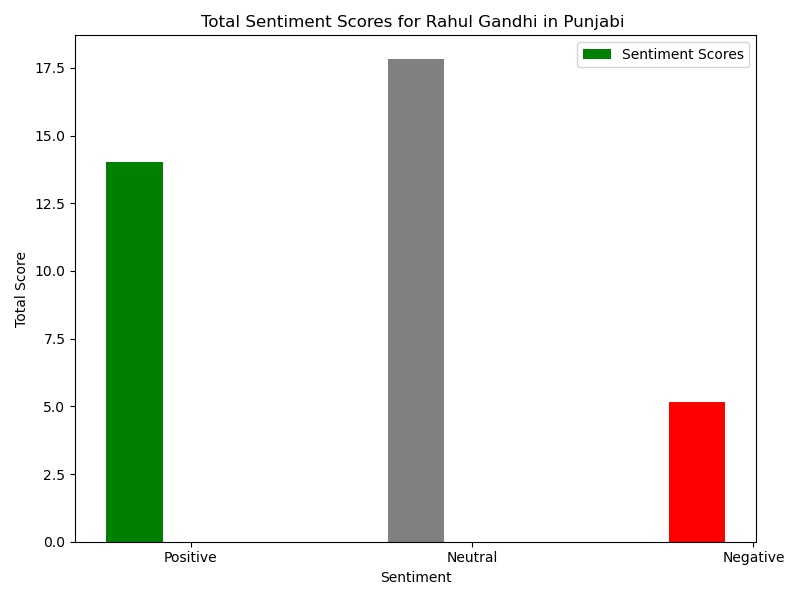 Total Sentiment Scores for Rahul Gandhi in Punjabi
Sentiment Scores
Total Score
17.5
15.0
12.5
10.0
7.5
5.0
2.5
0.0
Positive
Neutral
Negative
Sentiment